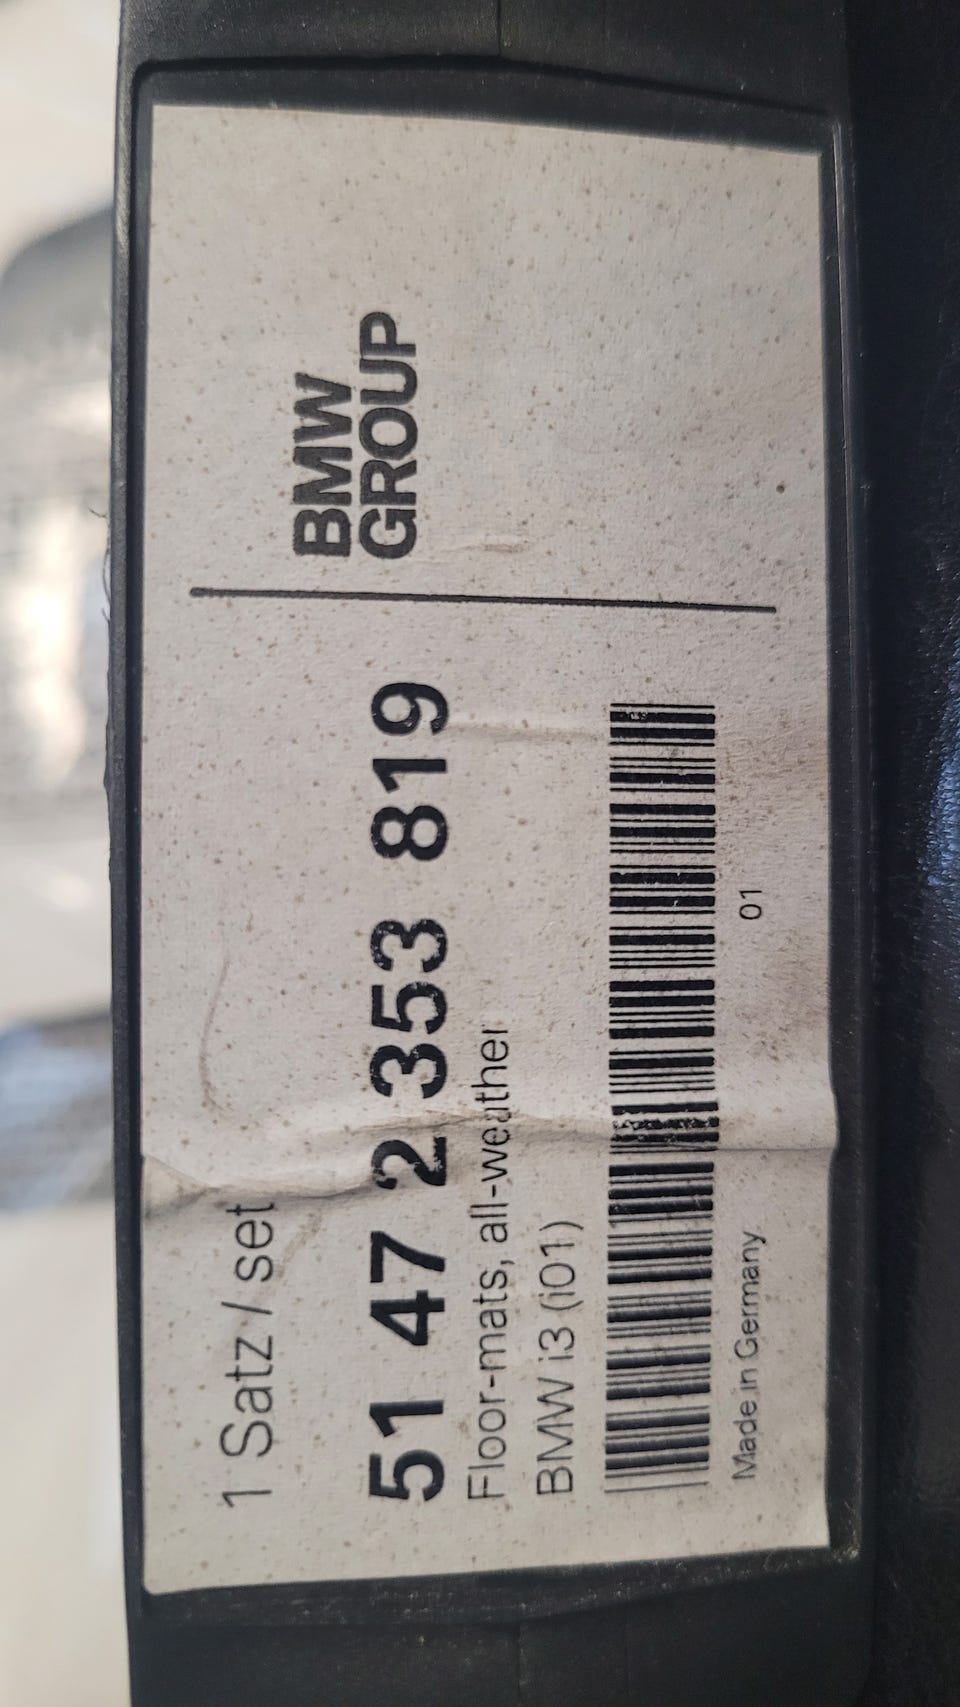 1 Satz / set
51 47 2 353 819
Floor-mats, all-weather
BMW i3 (i01)
01
Made in Germany
BMW
GROUP